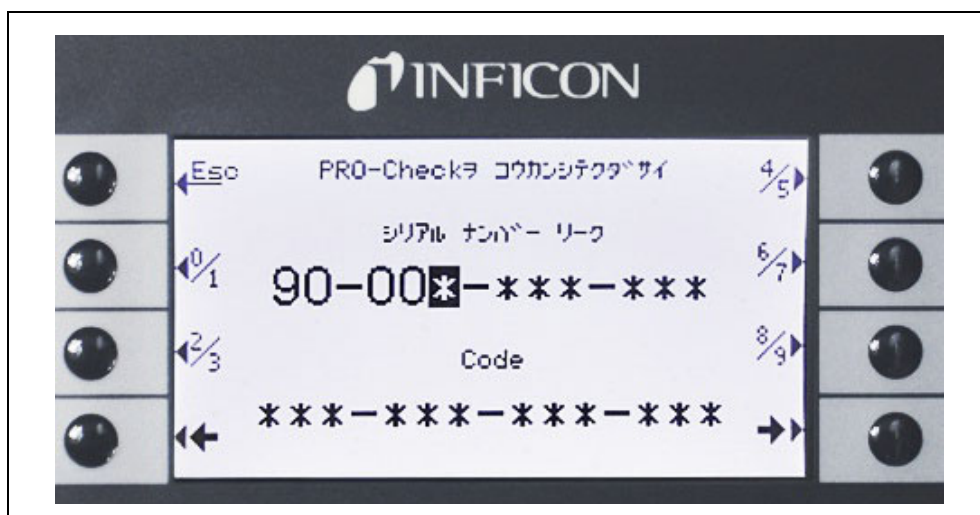 INFICON
Esc PRO-Checkヲ コウカンシテクダサイ 4/5
シリアル ナンバー リーク
0/1 90-00*-***-*** 6/7
2/3 Code 8/9
← ***-***-***-*** →